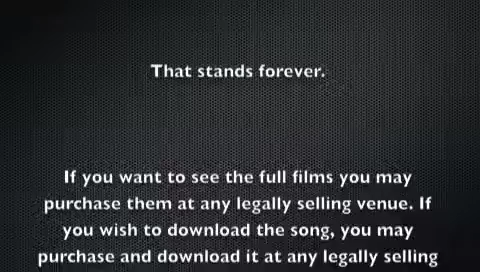 That stands forever.
If you want to see the full films you may
purchase them at any legally selling venue. If
you wish to download the song, you may
purchase and download it at any legally selling